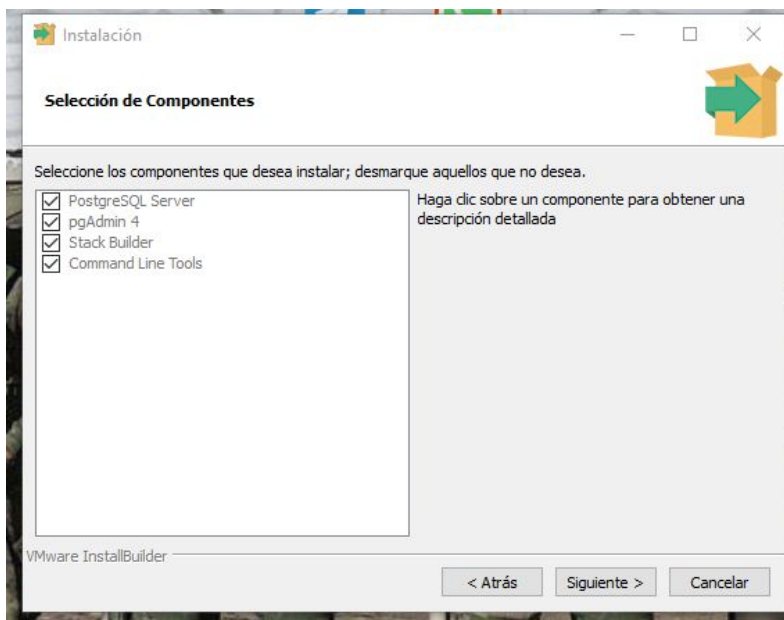 Instalación
Selección de Componentes
Seleccione los componentes que desea instalar; desmarque aquellos que no desea.
PostgreSQL Server
pgAdmin 4
Stack Builder
Command Line Tools
Haga clic sobre un componente para obtener una
descripción detallada
VMware InstallBuilder
< Atrás
Siguiente >
Cancelar